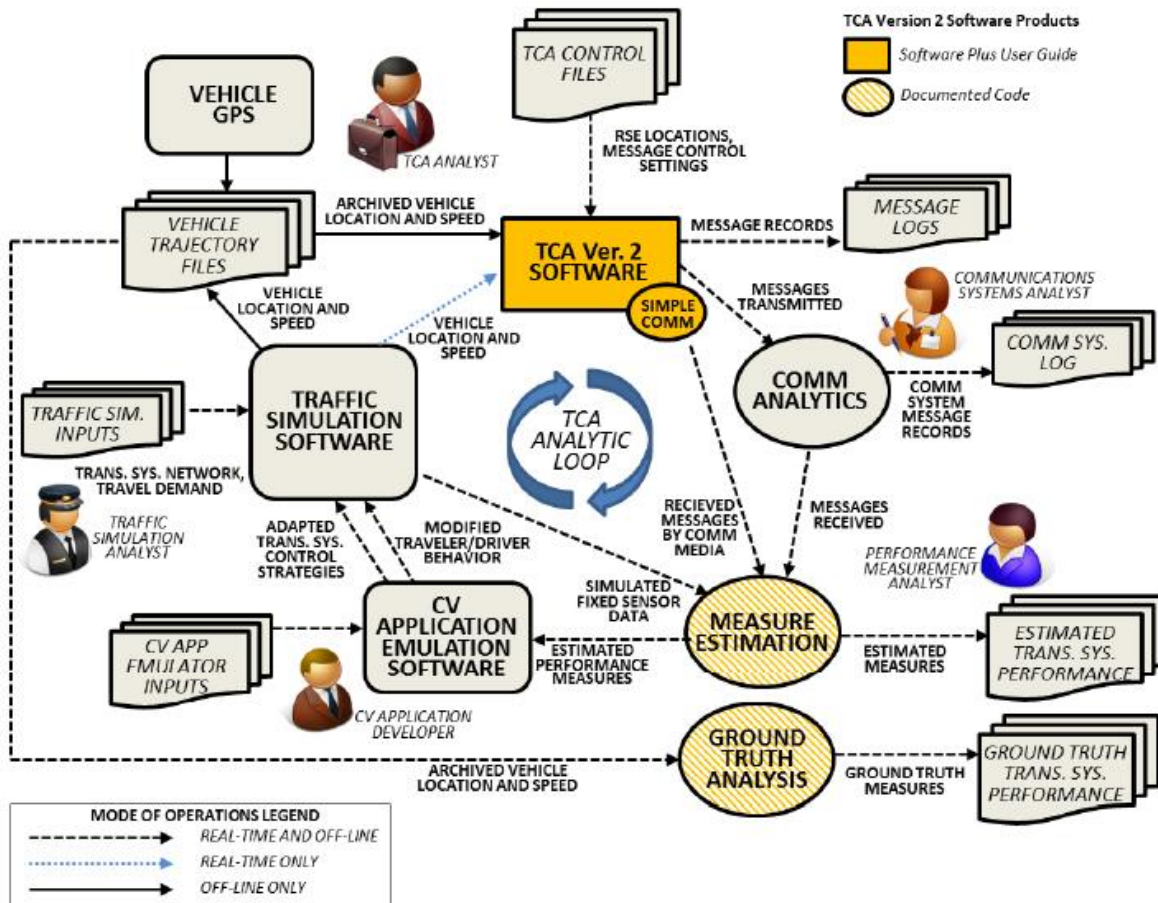 TCA Version 2 Software Products
Software Plus User Guide
Documented Code
TCA CONTROL
FILES
VEHICLE
GPS
TCA ANALYST
RSE LOCATIONS,
MESSAGE CONTROL
SETTINGS
VEHICLE
TRAJECTORY
FILES
ARCHIVED VEHICLE
LOCATION AND SPEED
TCA Ver. 2
SOFTWARE
SIMPLE
COMM
MESSAGE RECORDS
MESSAGE
LOGS
MESSAGES
TRANSMITTED
COMMUNICATIONS
SYSTEMS ANALYST
VEHICLE
LOCATION AND
SPEED
VEHICLE
LOCATION AND
SPEED
COMM SYS.
LOG
COMM
ANALYTICS
COMM
SYSTEM
MESSAGE
RECORDS
TRAFFIC
SIMULATION
SOFTWARE
TRAFFIC SIM.
INPUTS
TCA
ANALYTIC
LOOP
TRANS. SYS. NETWORK,
TRAVEL DEMAND
TRAFFIC
SIMULATION
ANALYST
ADAPTED
TRANS. SYS.
CONTROL
STRATEGIES
MODIFIED
TRAVELER/DRIVER
BEHAVIOR
RECIEVED
MESSAGES
BY COMM
MEDIA
MESSAGES
RECEIVED
PERFORMANCE
MEASUREMENT
ANALYST
SIMULATED
FIXED SENSOR
DATA
CV
APPLICATION
EMULATION
SOFTWARE
MEASURE
ESTIMATION
CV APP
EMULATOR
INPUTS
ESTIMATED
PERFORMANCE
MEASURES
ESTIMATED
MEASURES
ESTIMATED
TRANS. SYS.
PERFORMANCE
CV APPLICATION
DEVELOPER
GROUND
TRUTH
ANALYSIS
ARCHIVED VEHICLE
LOCATION AND SPEED
GROUND TRUTH
MEASURES
GROUND TRUTH
TRANS. SYS.
PERFORMANCE
MODE OF OPERATIONS LEGEND
REAL-TIME AND OFF-LINE
REAL-TIME ONLY
OFF-LINE ONLY